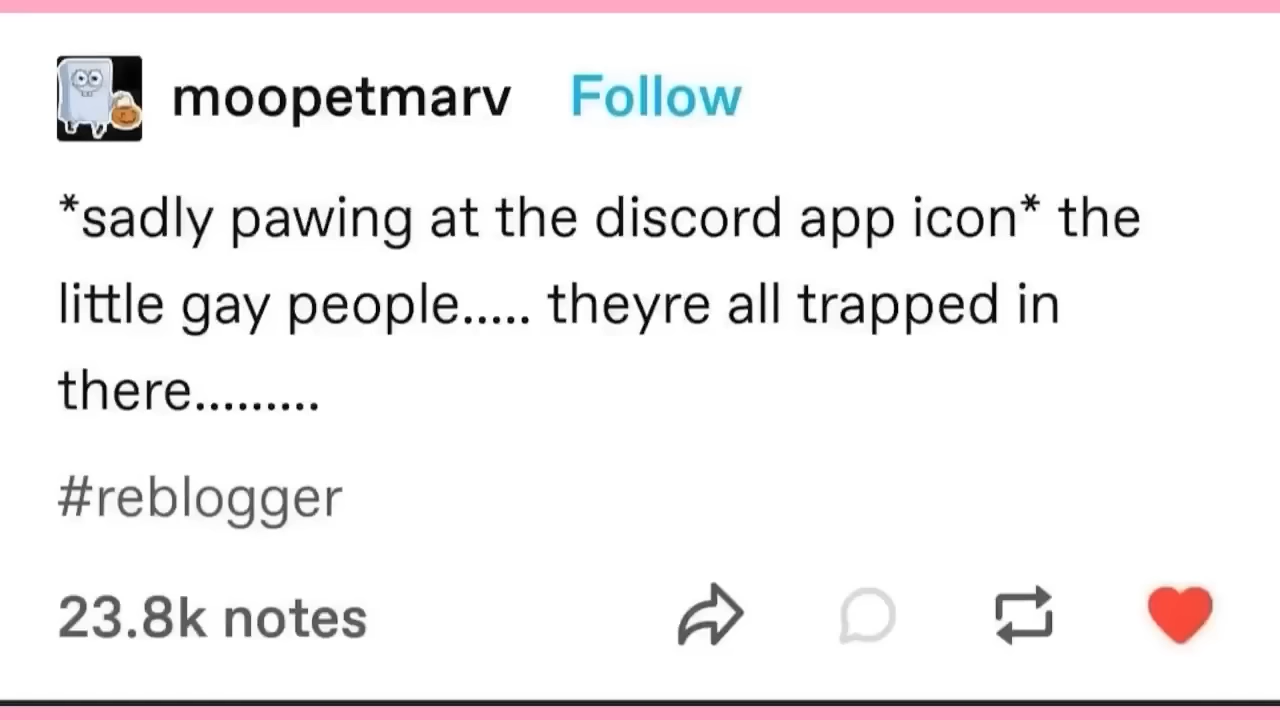 moopetmarv Follow
*sadly pawing at the discord app icon* the
little gay people..... theyre all trapped in
there.........
#reblogger
23.8k notes